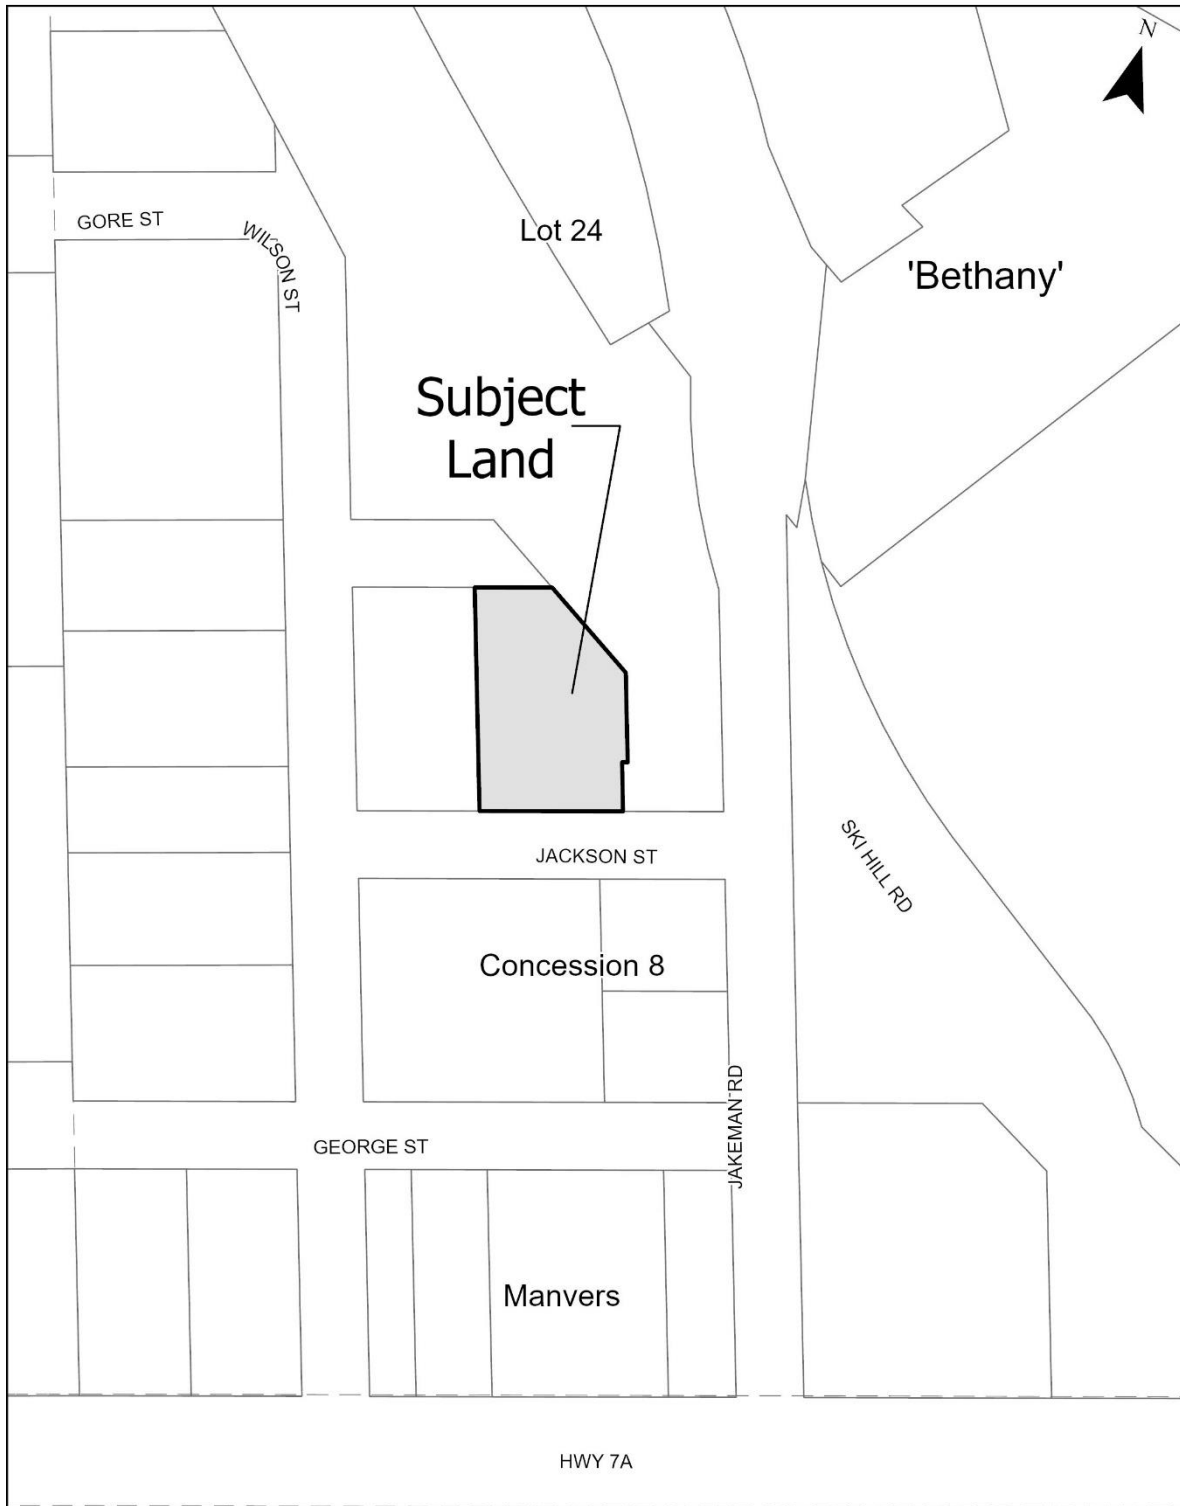 N
GORE ST
WILSON ST
Lot 24
'Bethany'
Subject
Land
JACKSON ST
SKI HILL RD
Concession 8
JAKEMAN RD
GEORGE ST
Manvers
HWY 7A